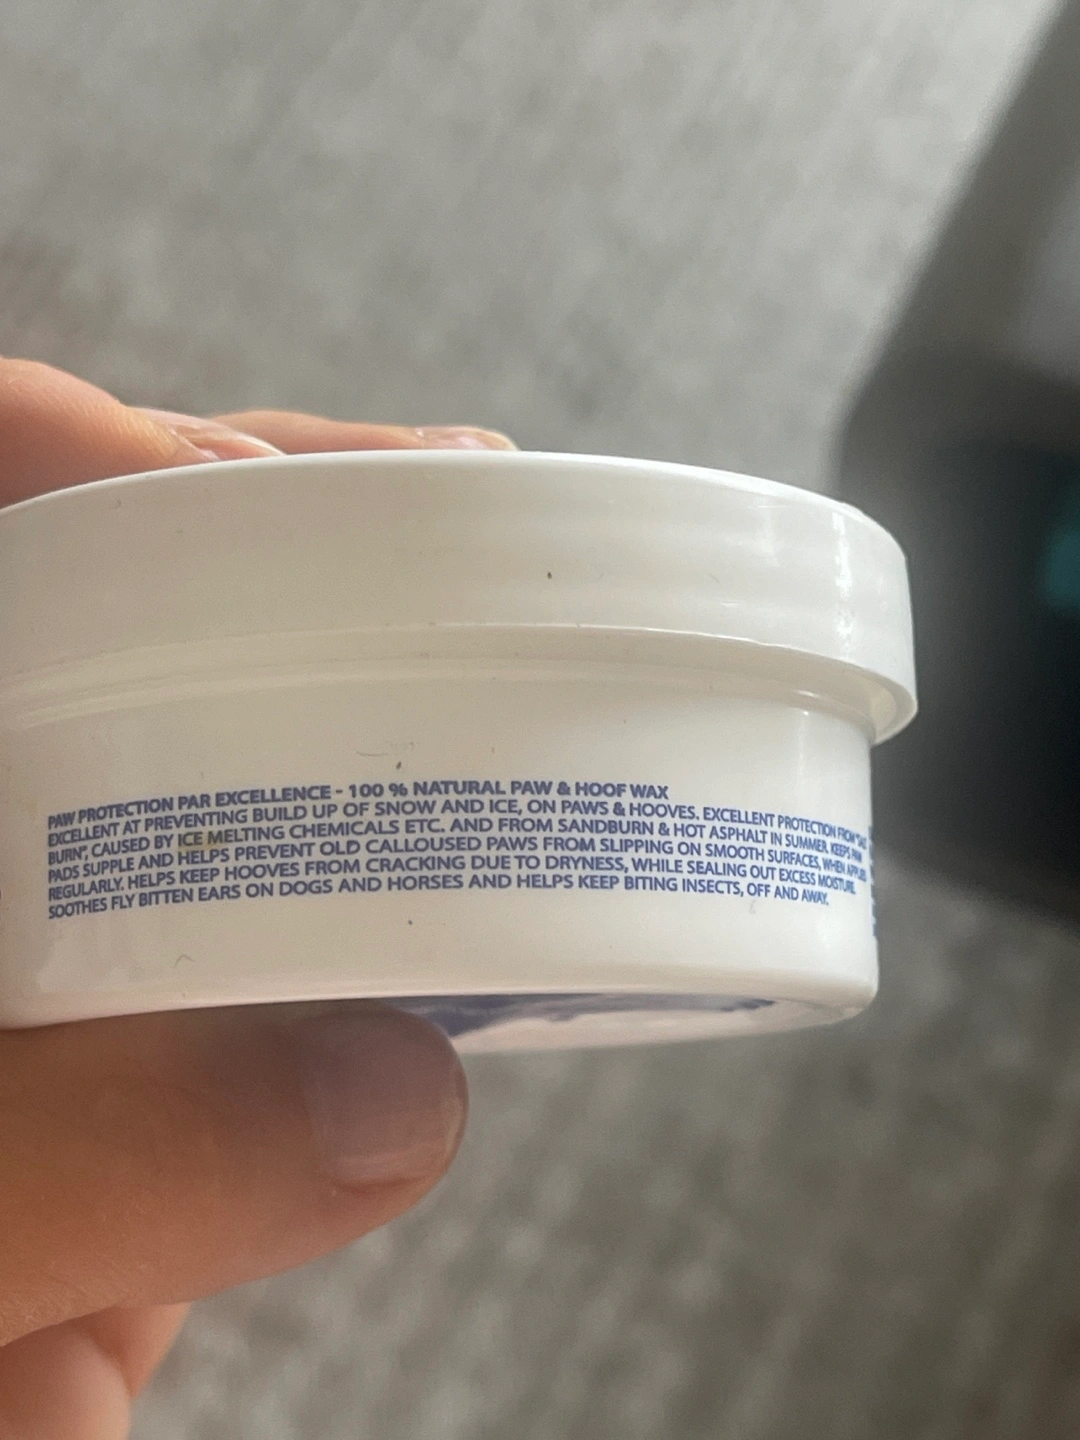 PAW PROTECTION PAR EXCELLENCE - 100 % NATURAL PAW & HOOF WAX
EXCELLENT AT PREVENTING BUILD UP OF SNOW AND ICE, ON PAWS & HOOVES. EXCELLENT PROTECTION FROM "SALT
BURN", CAUSED BY ICE MELTING CHEMICALS ETC. AND FROM SANDBURN & HOT ASPHALT IN SUMMER. KEEPS PAW
PADS SUPPLE AND HELPS PREVENT OLD CALLOUSED PAWS FROM SLIPPING ON SMOOTH SURFACES, WHEN APPLIED
REGULARLY. HELPS KEEP HOOVES FROM CRACKING DUE TO DRYNESS, WHILE SEALING OUT EXCESS MOISTURE.
SOOTHES FLY BITTEN EARS ON DOGS AND HORSES AND HELPS KEEP BITING INSECTS, OFF AND AWAY.